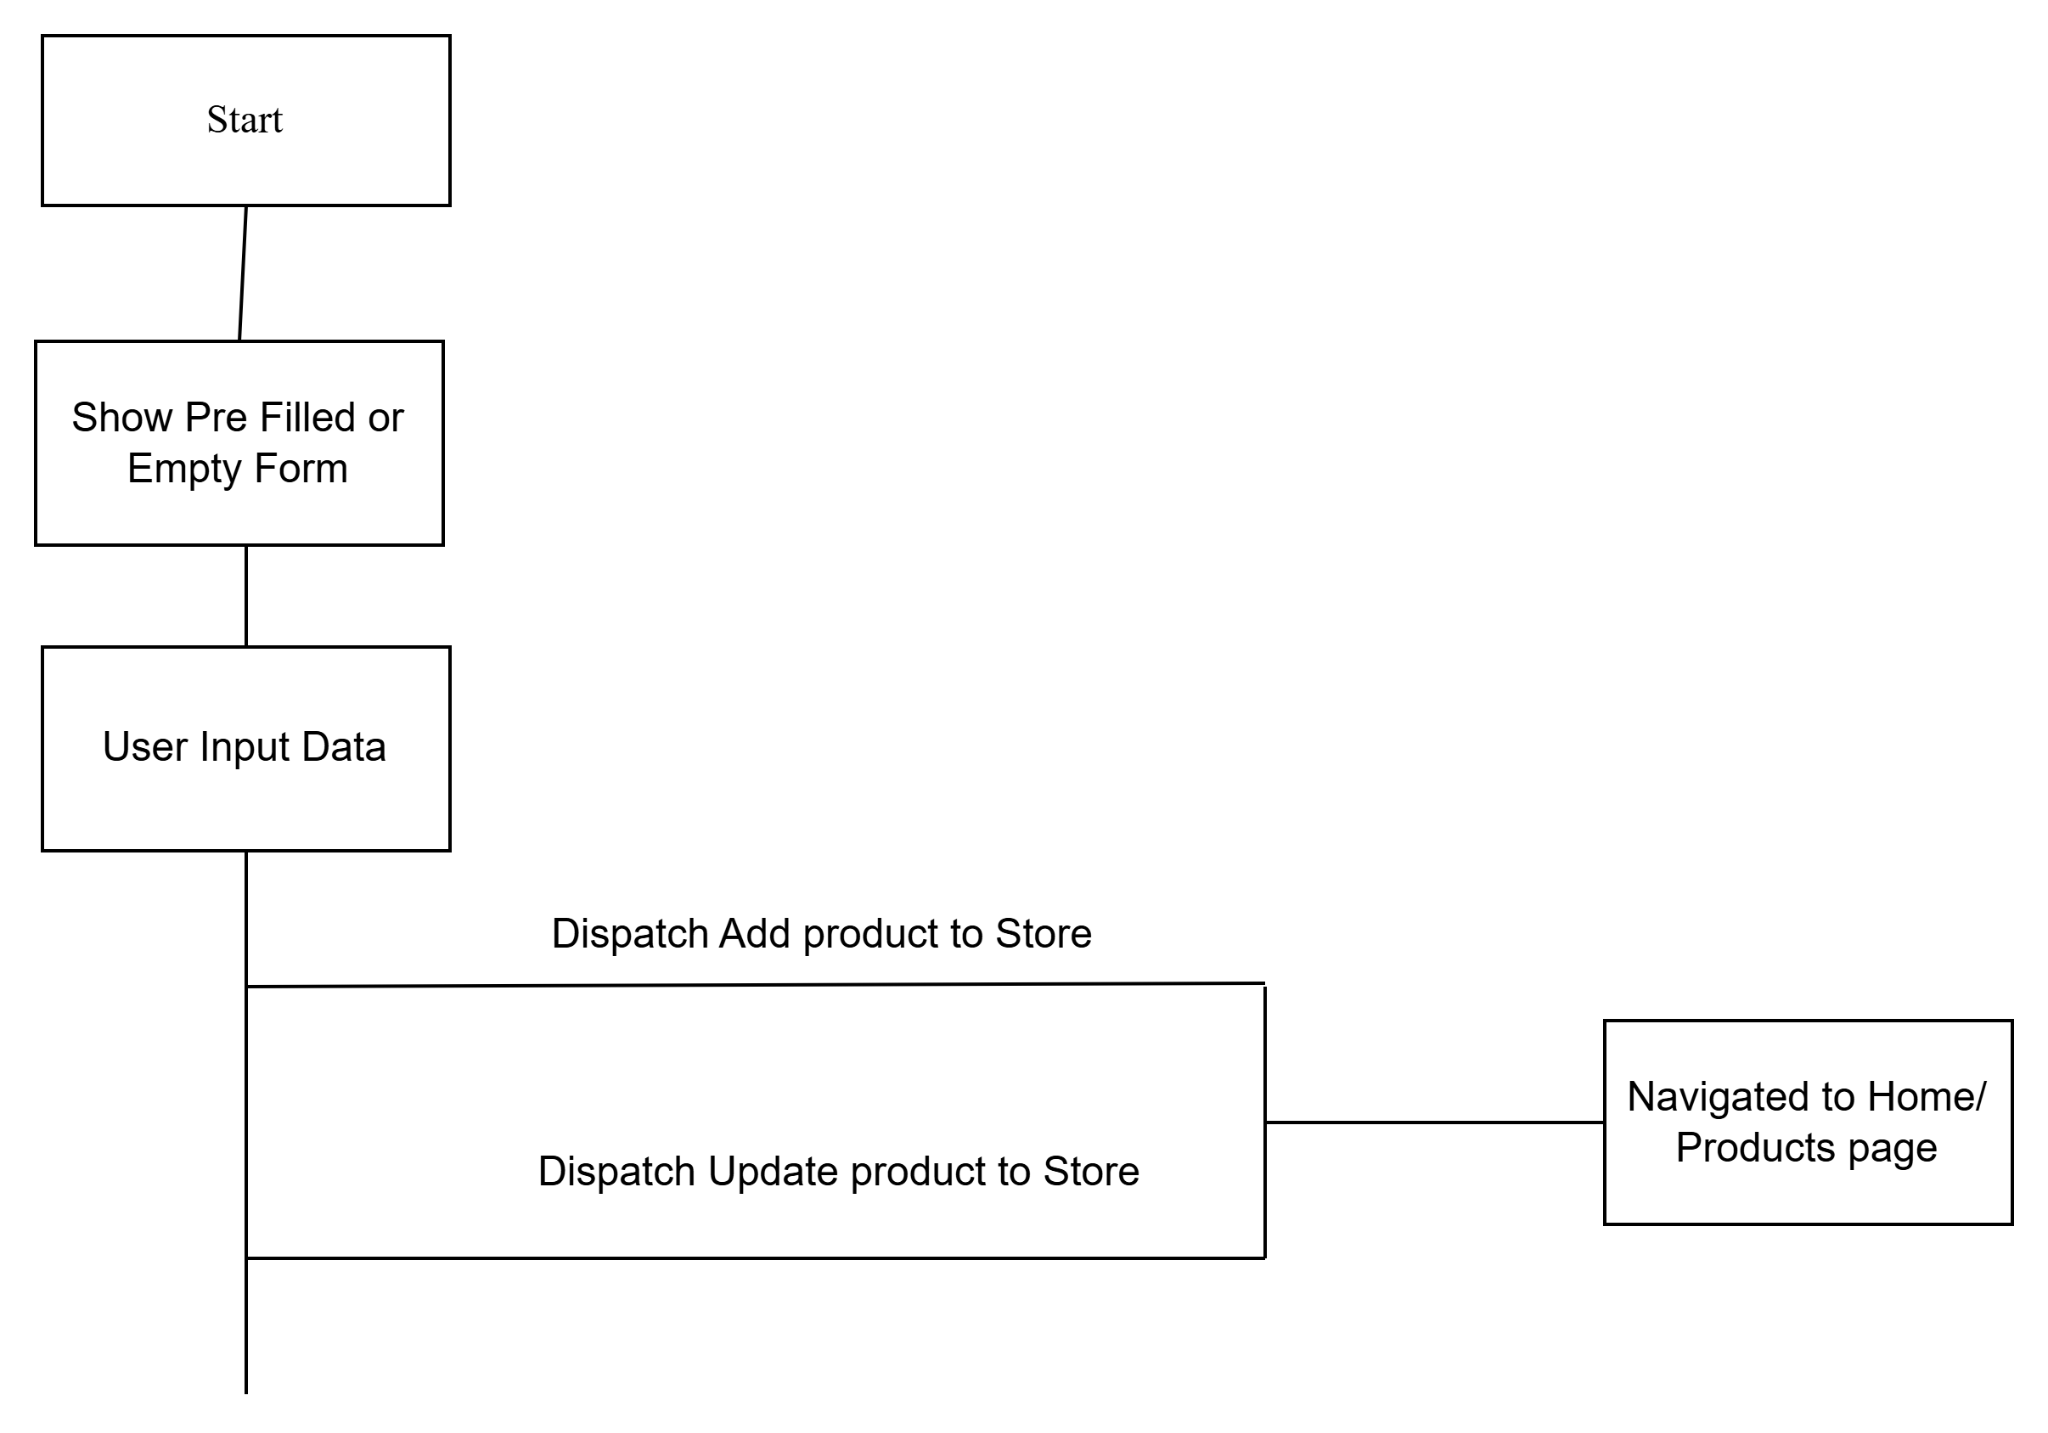 Start
Show Pre Filled or
Empty Form
User Input Data
Dispatch Add product to Store
Dispatch Update product to Store
Navigated to Home/
Products page